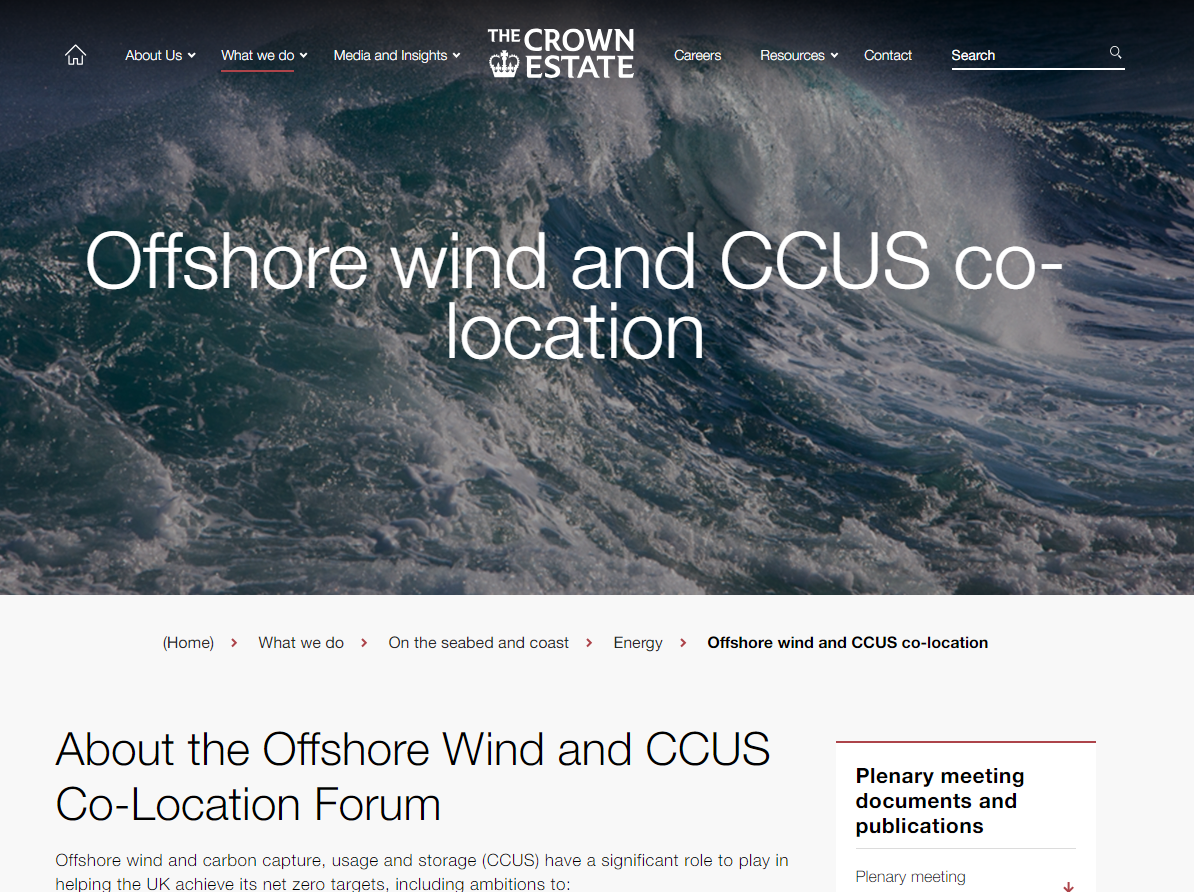 About Us
What we do
Media and Insights
THE CROWN
ESTATE
Careers
Resources
Contact
Search
Offshore wind and CCUS co-
location
(Home)
What we do
On the seabed and coast
Energy
Offshore wind and CCUS co-location
About the Offshore Wind and CCUS
Co-Location Forum
Offshore wind and carbon capture, usage and storage (CCUS) have a significant role to play in
helping the UK achieve its net zero targets, including ambitions to:
Plenary meeting
documents and
publications
Plenary meeting